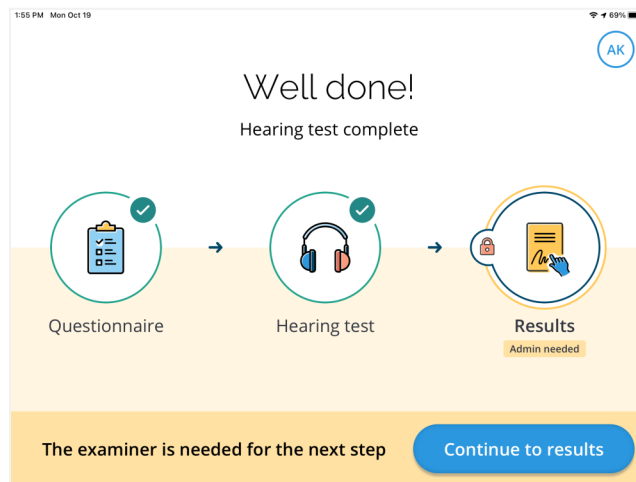 1:55 PM Mon Oct 19 69%
AK
Well done!
Hearing test complete
Questionnaire
Hearing test
Results
Admin needed
The examiner is needed for the next step
Continue to results